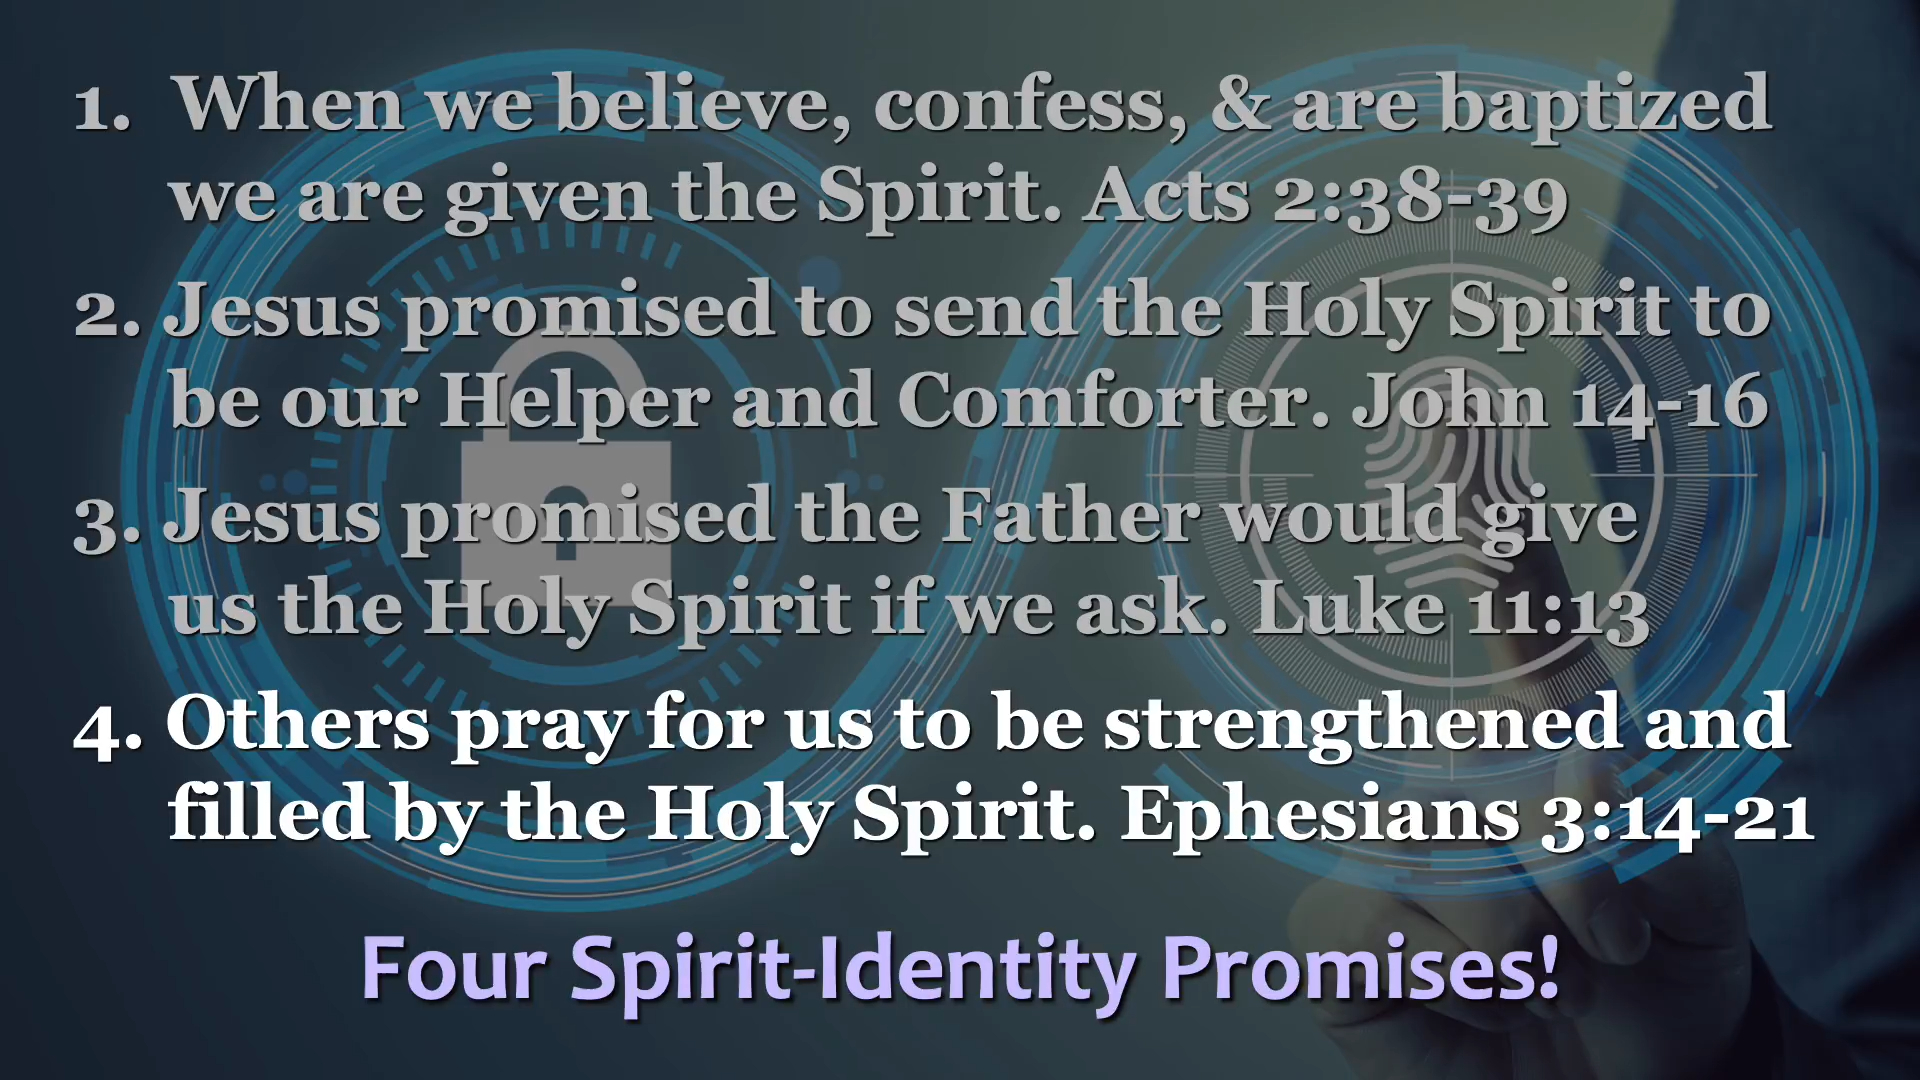 1. When we believe, confess, & are baptized
we are given the Spirit. Acts 2:38-39
2. Jesus promised to send the Holy Spirit to
be our Helper and Comforter. John 14-16
3. Jesus promised the Father would give
us the Holy Spirit if we ask. Luke 11:13
4. Others pray for us to be strengthened and
filled by the Holy Spirit. Ephesians 3:14-21
Four Spirit-Identity Promises!